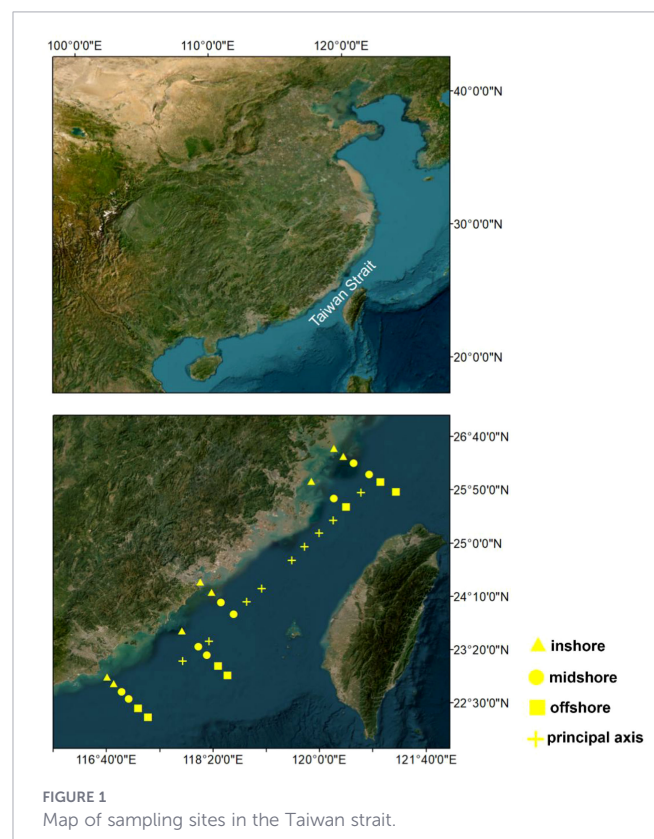 100°0'0"E 110°0'0"E 120°0'0"E
40°0'0"N
30°0'0"N
Taiwan Strait
20°0'0"N
26°40'0"N
25°50'0"N
25°0'0"N
24°10'0"N
23°20'0"N
22°30'0"N
inshore
midshore
offshore
principal axis
116°40'0"E 118°20'0"E 120°0'0"E 121°40'0"E
FIGURE 1
Map of sampling sites in the Taiwan strait.